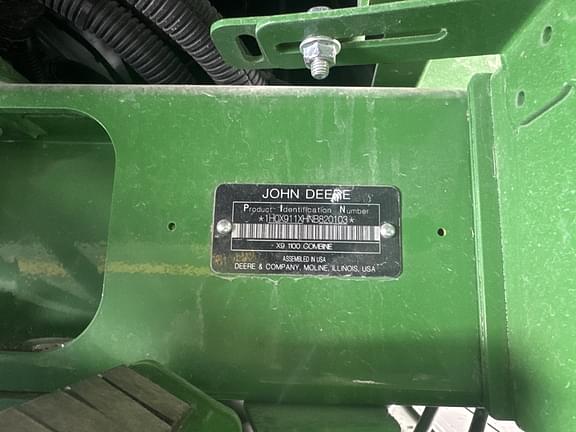 JOHN DEERE
Product Identification Number
*1H0X911XHNB820103*
X9 1100 COMBINE
ASSEMBLED IN USA
DEERE & COMPANY, MOLINE, ILLINOIS, USA